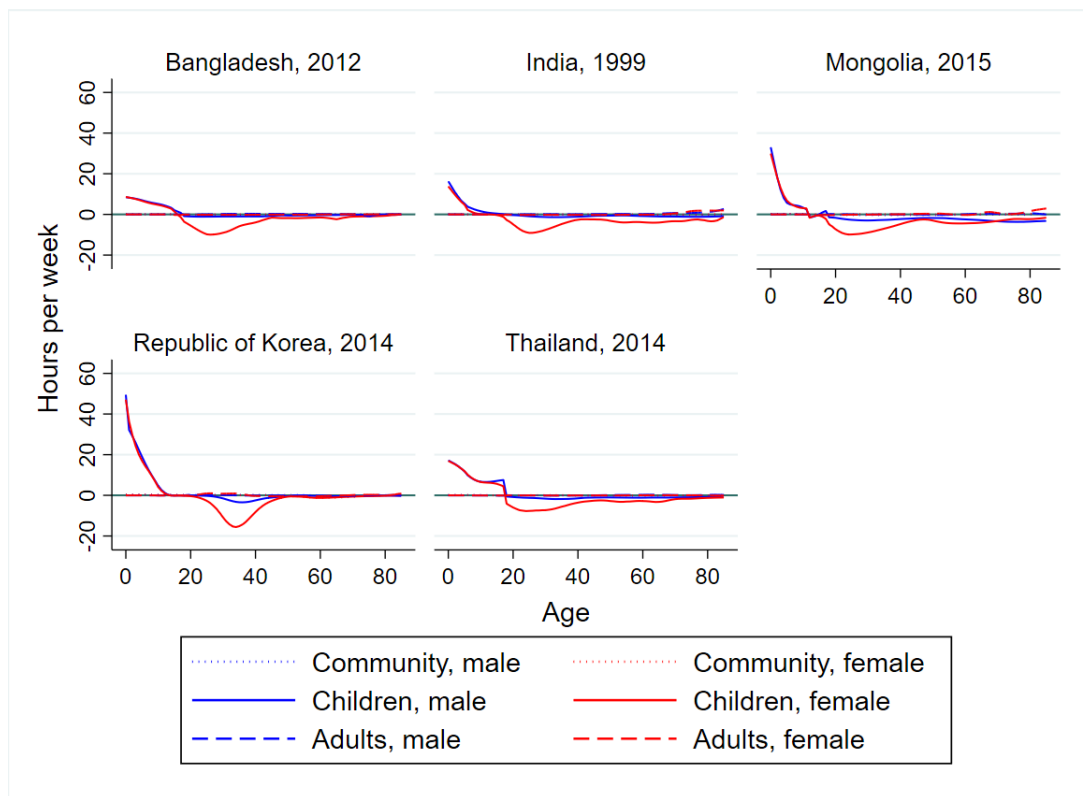 Bangladesh, 2012
India, 1999
Mongolia, 2015
60
40
20
0
-20
0 20 40 60 80
Hours per week
Republic of Korea, 2014
Thailand, 2014
60
40
20
0
-20
0 20 40 60 80
0 20 40 60 80
Age
Community, male
Community, female
Children, male
Children, female
Adults, male
Adults, female